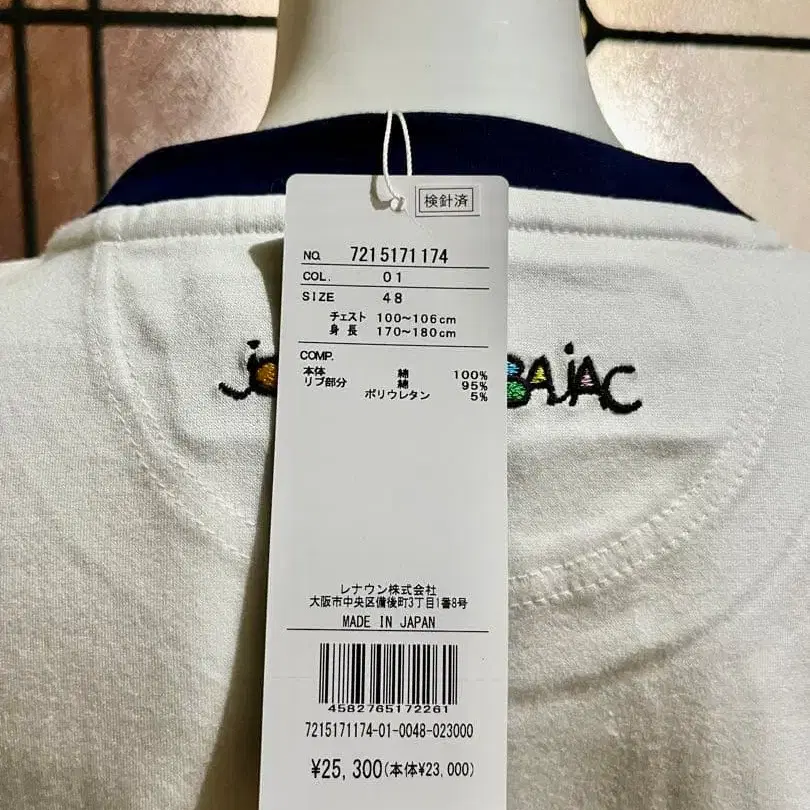 検針済
NO. 7215171174
COL. 01
SIZE 48
チェスト 100～106cm
身長 170～180cm
COMP.
本体 綿 100%
リブ部分 綿 95%
ポリウレタン 5%
jo BAJAC
レナウン株式会社
大阪市中央区備後町3丁目1番8号
MADE IN JAPAN
4582765172261
7215171174-01-0048-023000
¥25,300(本体¥23,000)